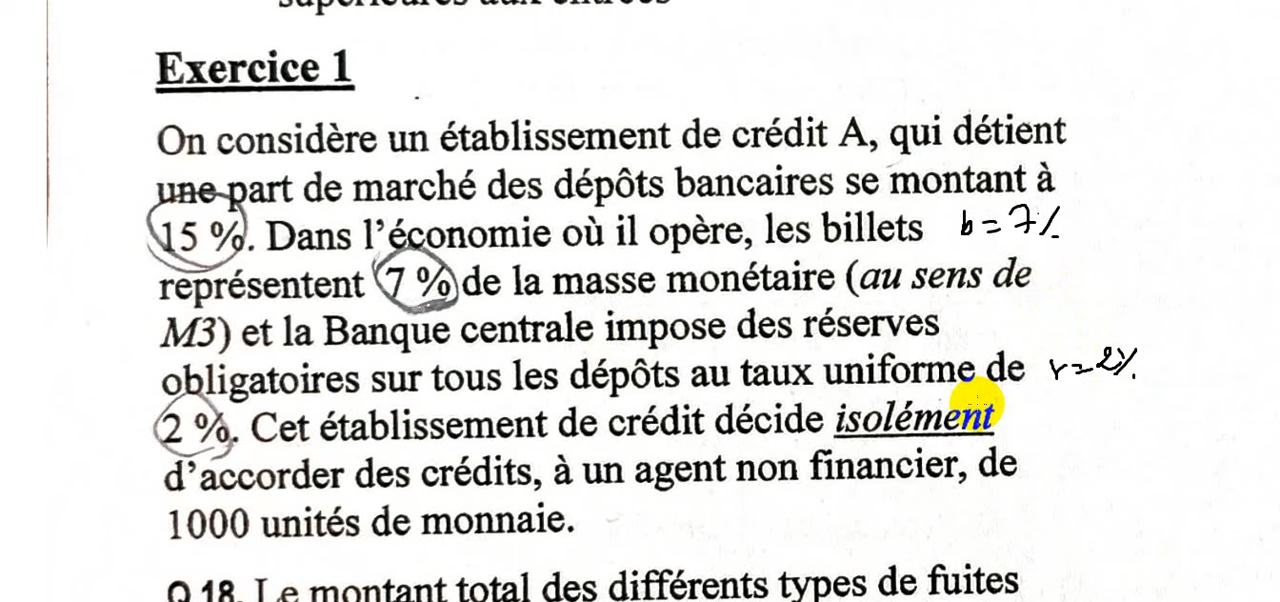 supérieures aux entrées
Exercice 1
On considère un établissement de crédit A, qui détient
une part de marché des dépôts bancaires se montant à
15 %. Dans l'économie où il opère, les billets b = 7%
représentent 7 % de la masse monétaire (au sens de
M3) et la Banque centrale impose des réserves
obligatoires sur tous les dépôts au taux uniforme de r=2%
2 %. Cet établissement de crédit décide isolément
d'accorder des crédits, à un agent non financier, de
1000 unités de monnaie.
Q 18. Le montant total des différents types de fuites